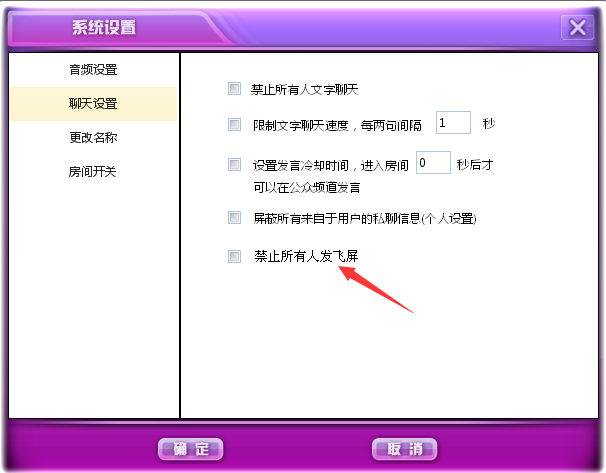 系统设置
音频设置
聊天设置
更改名称
房间开关
禁止所有人文字聊天
限制文字聊天速度，每两句间隔 1 秒
设置发言冷却时间，进入房间 0 秒后才
可以在公众频道发言
屏蔽所有来自于用户的私聊信息(个人设置)
禁止所有人发飞屏
确 定
取 消